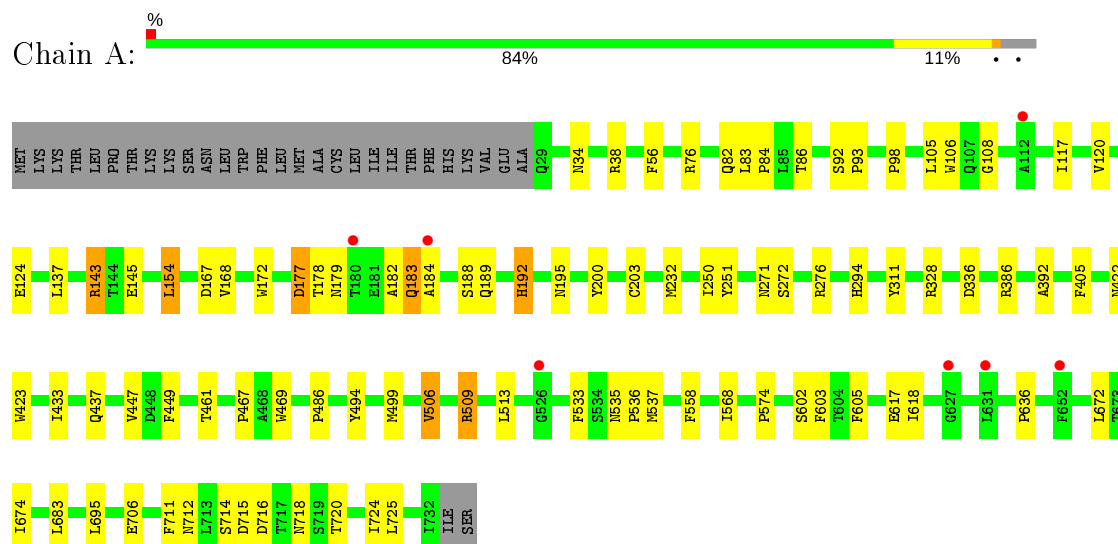 %
Chain A:
84% 11%
MET LYS LYS THR LEU PRO THR LYS LYS SER ASN LEU TRP PHE LEU MET ALA CYS LEU ILE ILE THR PHE HIS LYS VAL GLU ALA Q29 N34 R38 F56 R76 Q82 L83 P84 L85 T86 S92 P93 P98 L105 W106 Q107 G108 A112 I117 V120
E124 L137 R143 T144 E145 L154 D167 V168 W172 D177 T178 N179 T180 E181 A182 Q183 A184 S188 Q189 H192 N195 Y200 C203 M232 I250 Y251 N271 S272 R276 H294 Y311 R328 D336 R386 A392 F405 N422
W423 I433 Q437 V447 D448 F449 T461 P467 A468 W469 P486 Y494 M499 V506 R509 L513 G526 F533 S534 N535 P536 M537 F558 I568 P574 S602 F603 T604 F605 E617 I618 G627 L631 P636 F652 L672 T673
I674 L683 L695 E706 F711 N712 L713 S714 D715 D716 T717 N718 S719 T720 I724 L725 I732 ILE SER